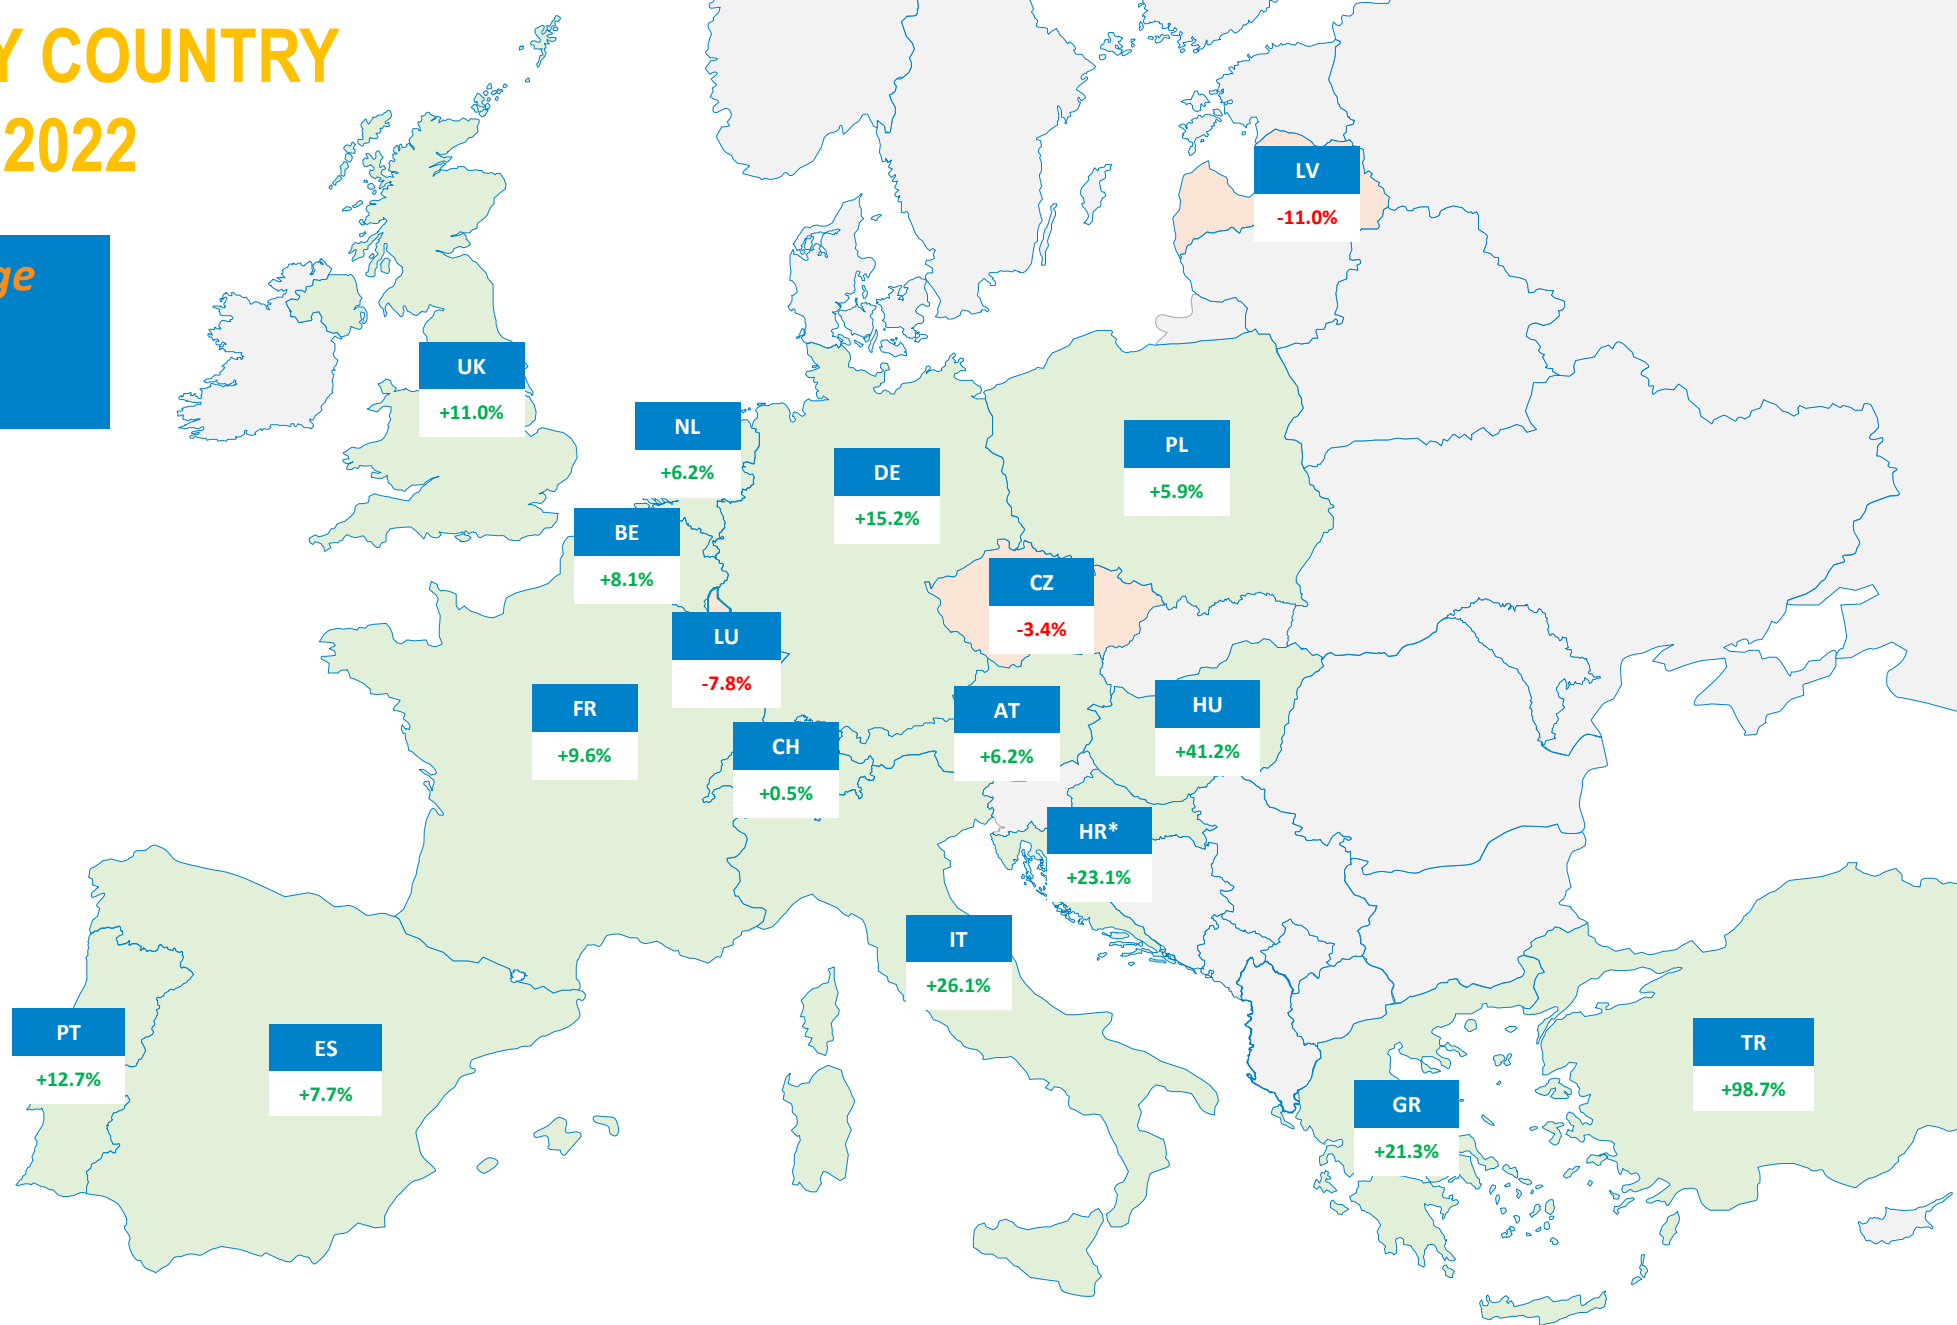 Y COUNTRY
2022
ge
LV
-11.0%
UK
+11.0%
NL
+6.2%
DE
+15.2%
PL
+5.9%
BE
+8.1%
CZ
-3.4%
LU
-7.8%
FR
+9.6%
CH
+0.5%
AT
+6.2%
HU
+41.2%
HR*
+23.1%
IT
+26.1%
PT
+12.7%
ES
+7.7%
TR
+98.7%
GR
+21.3%